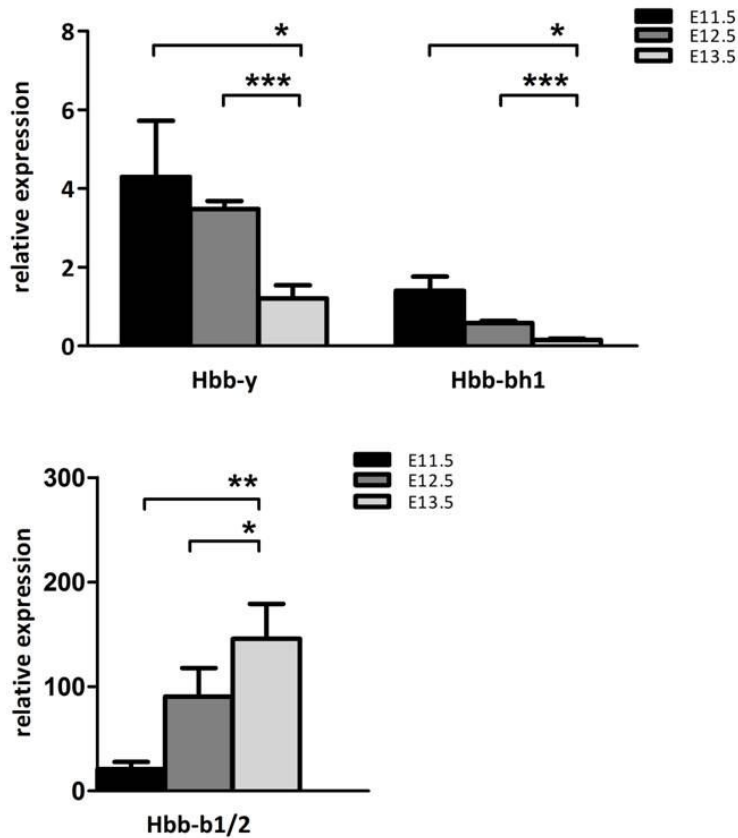 E11.5
E12.5
E13.5
8
6
4
2
0
relative expression
*
***
*
***
Hbb-y
Hbb-bh1
E11.5
E12.5
E13.5
300
200
100
0
relative expression
**
*
Hbb-b1/2